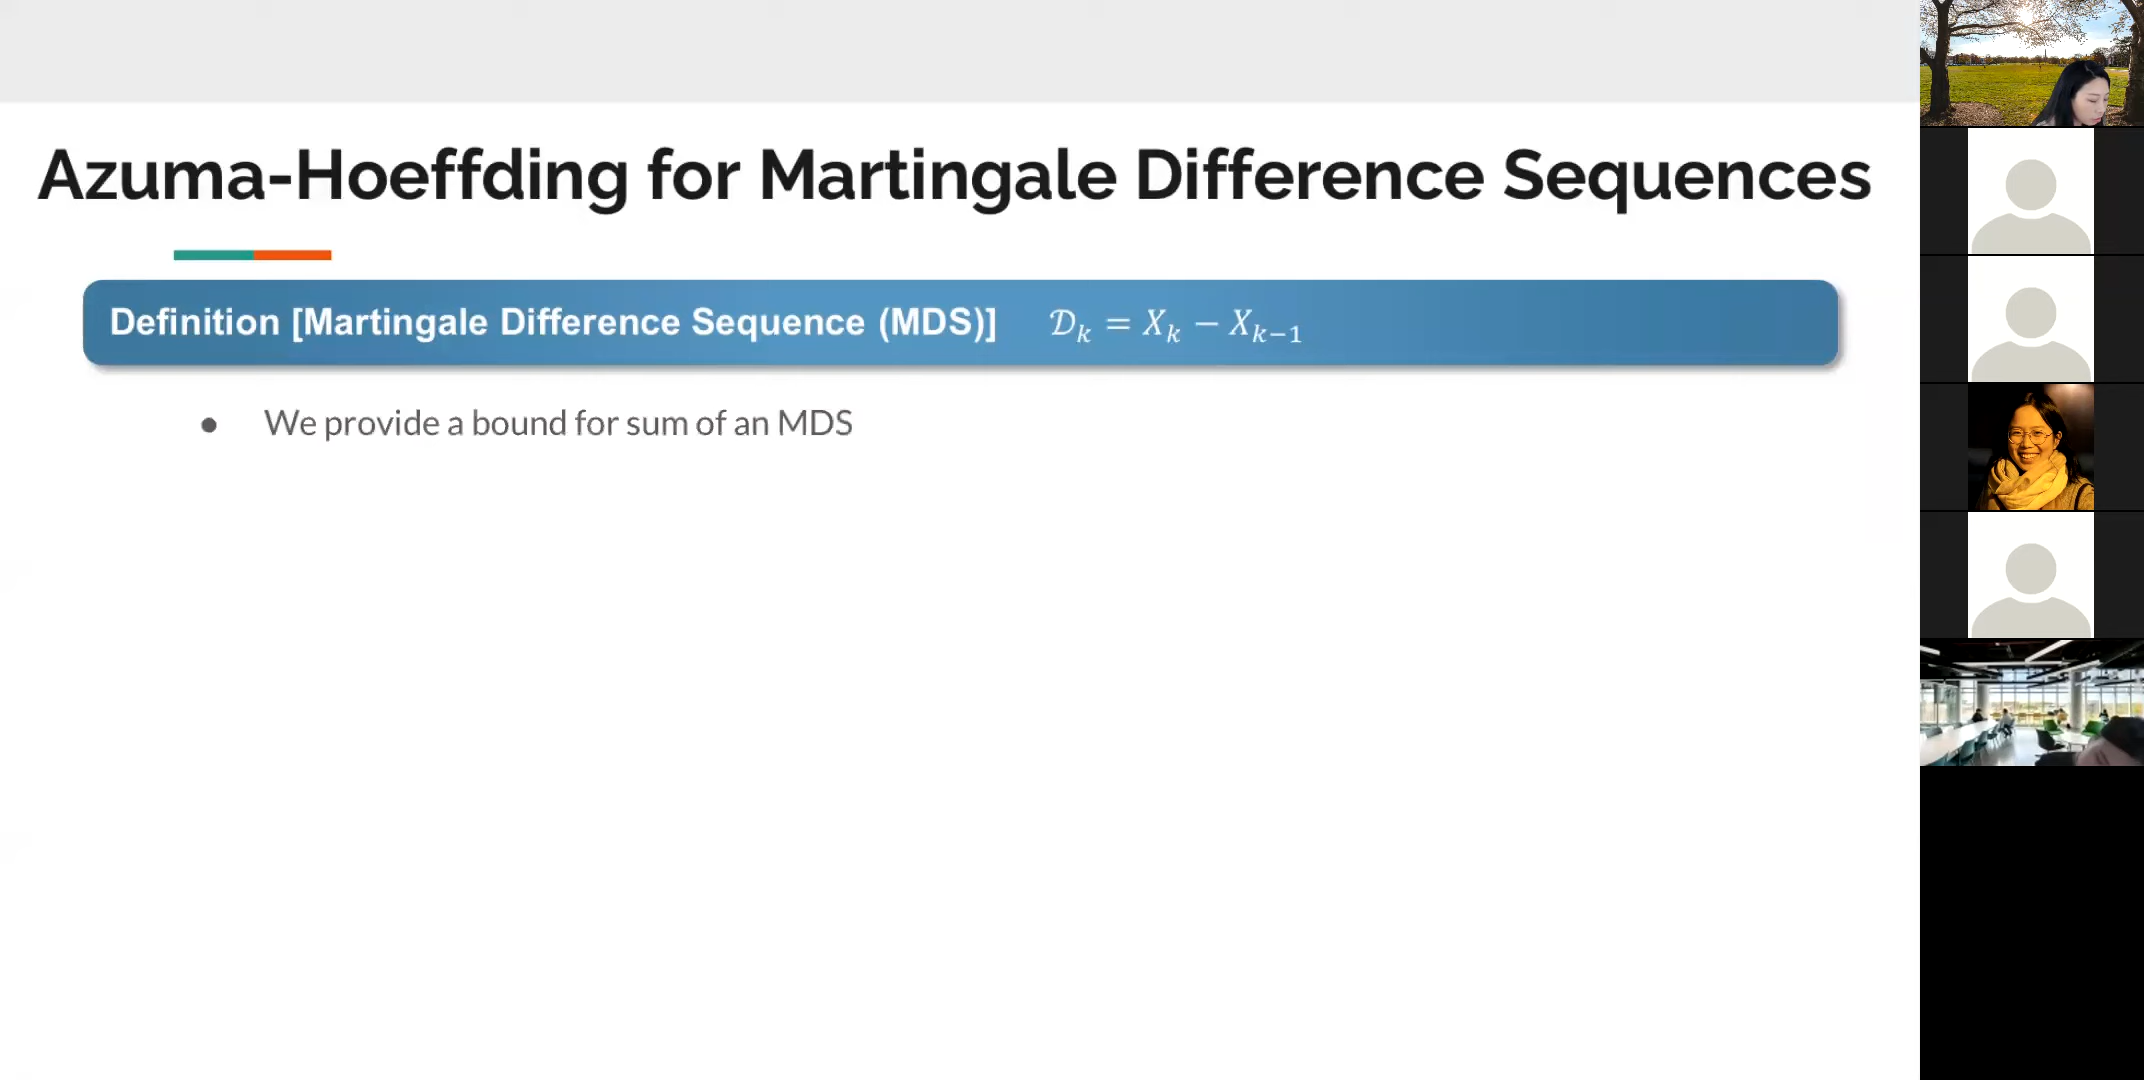 Azuma-Hoeffding for Martingale Difference Sequences
Definition [Martingale Difference Sequence (MDS)] 𝒟ₖ = Xₖ − Xₖ₋₁
● We provide a bound for sum of an MDS